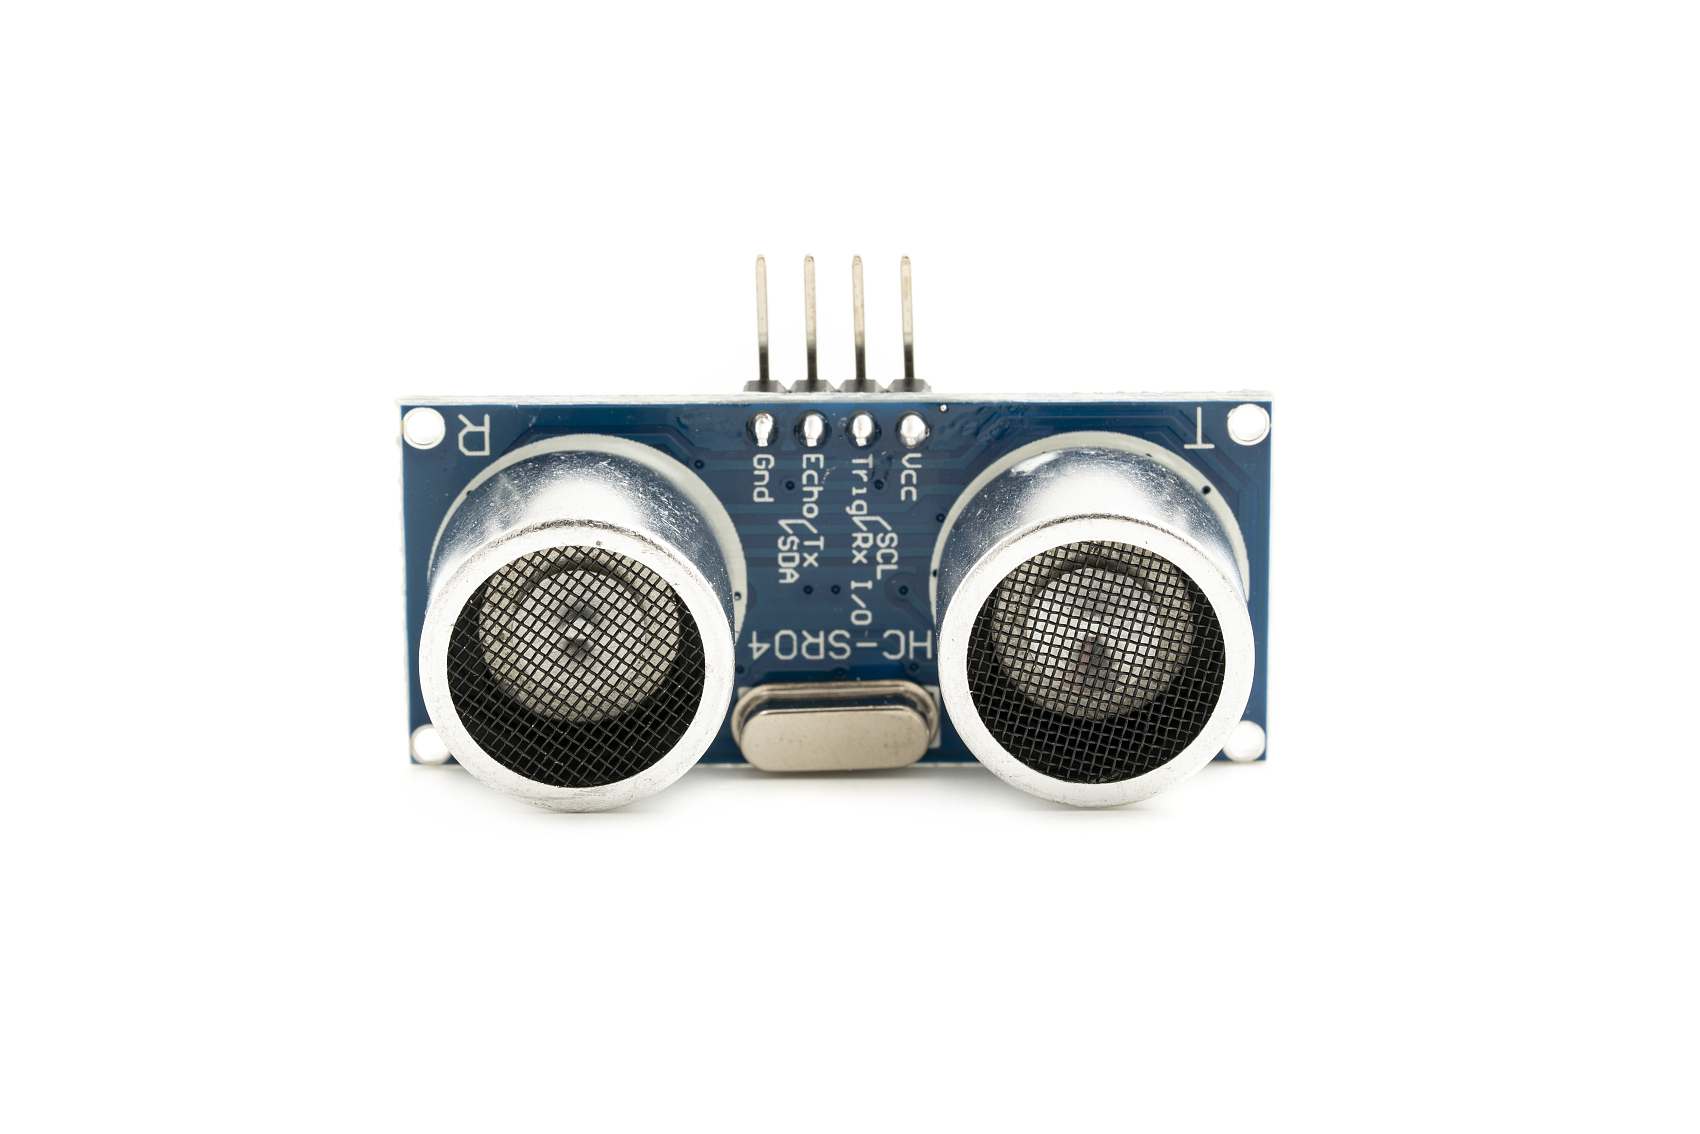 R
T
Gnd
Echo/Tx
/SDA
Trig/Rx I/O
/SCL
Vcc
HC-SR04